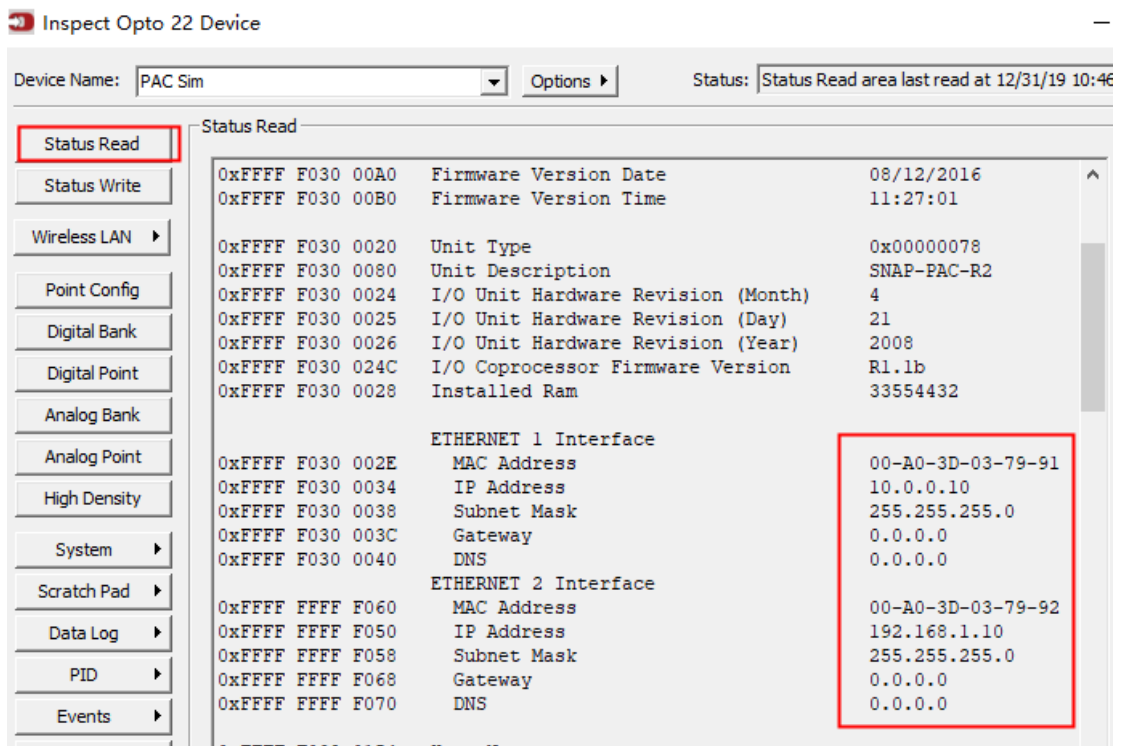 Inspect Opto 22 Device
Device Name: PAC Sim Options Status: Status Read area last read at 12/31/19 10:46
Status Read
Status Write
Wireless LAN
Point Config
Digital Bank
Digital Point
Analog Bank
Analog Point
High Density
System
Scratch Pad
Data Log
PID
Events
Status Read
0xFFFF F030 00A0 Firmware Version Date 08/12/2016
0xFFFF F030 00B0 Firmware Version Time 11:27:01
0xFFFF F030 0020 Unit Type 0x00000078
0xFFFF F030 0080 Unit Description SNAP-PAC-R2
0xFFFF F030 0024 I/O Unit Hardware Revision (Month) 4
0xFFFF F030 0025 I/O Unit Hardware Revision (Day) 21
0xFFFF F030 0026 I/O Unit Hardware Revision (Year) 2008
0xFFFF F030 024C I/O Coprocessor Firmware Version R1.1b
0xFFFF F030 0028 Installed Ram 33554432
ETHERNET 1 Interface
0xFFFF F030 002E MAC Address 00-A0-3D-03-79-91
0xFFFF F030 0034 IP Address 10.0.0.10
0xFFFF F030 0038 Subnet Mask 255.255.255.0
0xFFFF F030 003C Gateway 0.0.0.0
0xFFFF F030 0040 DNS 0.0.0.0
ETHERNET 2 Interface
0xFFFF FFFF F060 MAC Address 00-A0-3D-03-79-92
0xFFFF FFFF F050 IP Address 192.168.1.10
0xFFFF FFFF F058 Subnet Mask 255.255.255.0
0xFFFF FFFF F068 Gateway 0.0.0.0
0xFFFF FFFF F070 DNS 0.0.0.0